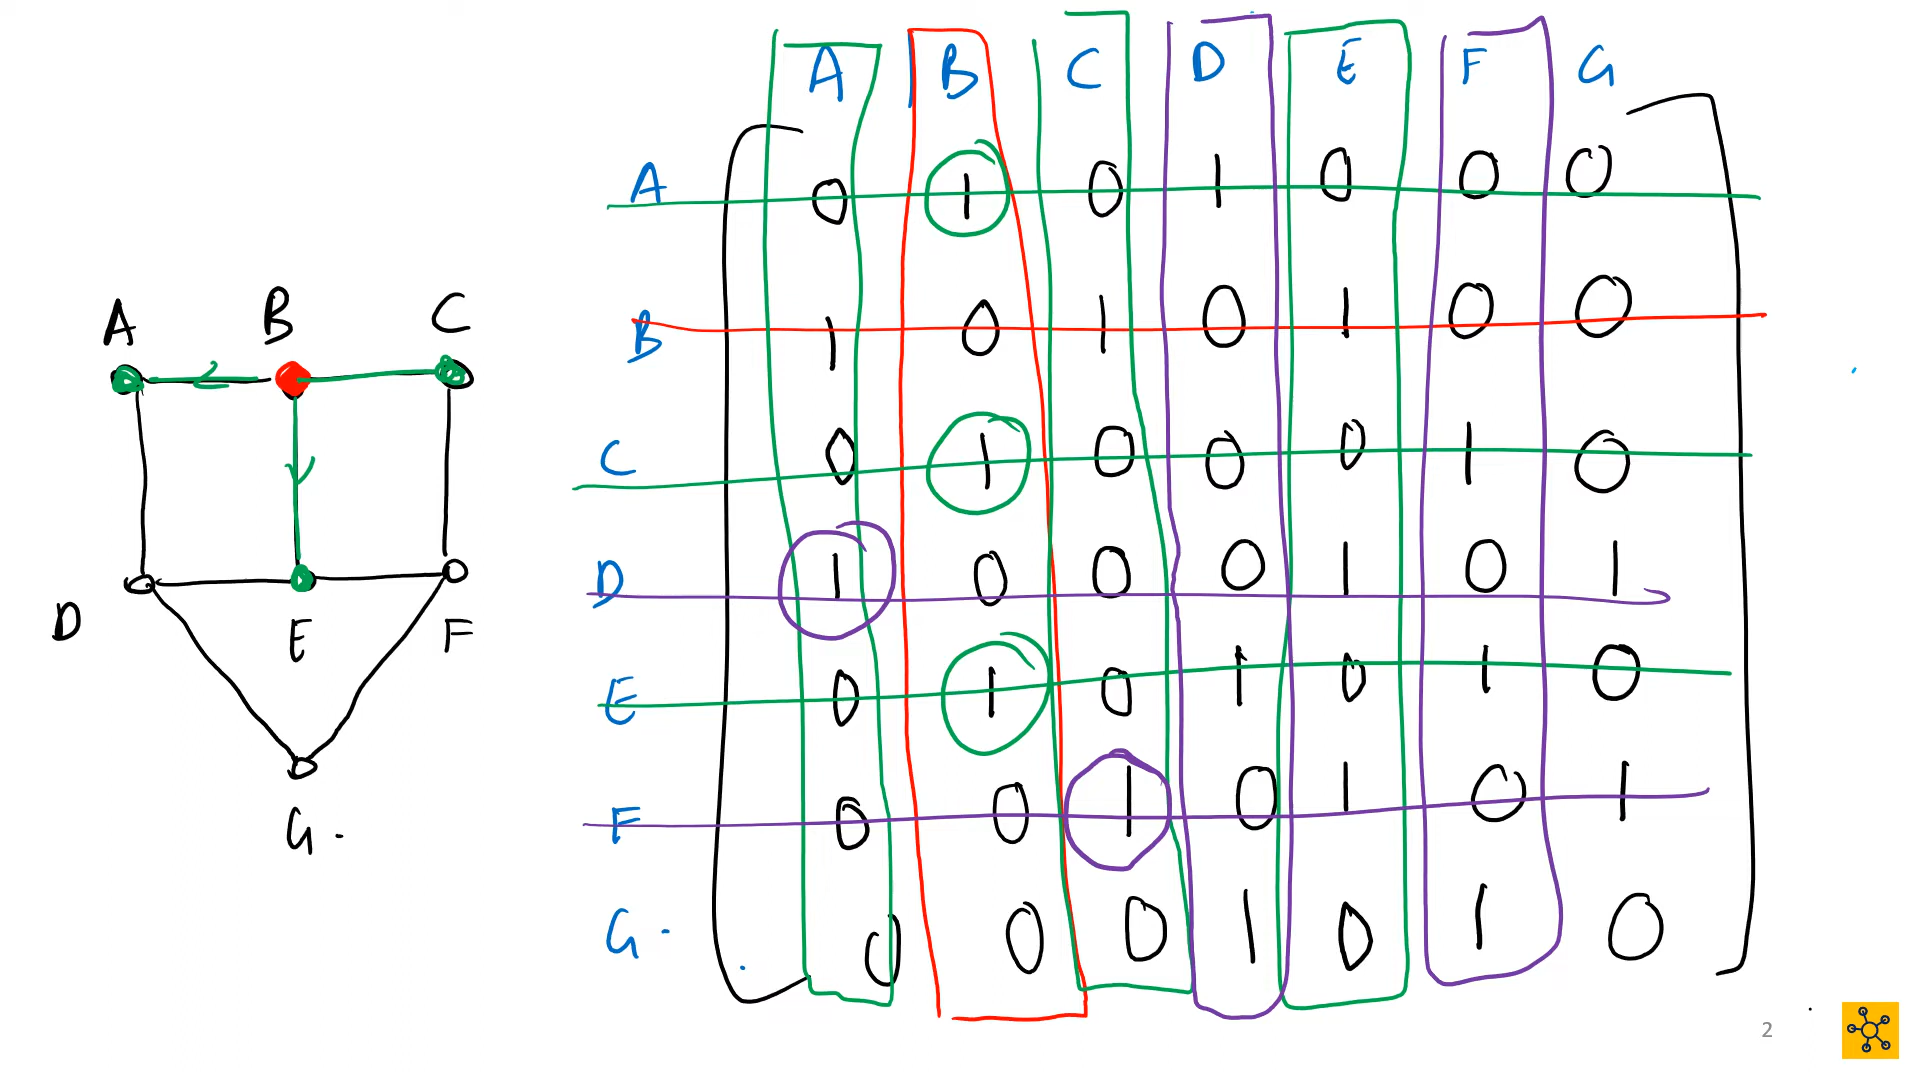 A B C D E F G
A 0 1 0 1 0 0 0
B 1 0 1 0 1 0 0
C 0 1 0 0 0 1 0
D 1 0 0 0 1 0 1
E 0 1 0 1 0 1 0
F 0 0 1 0 1 0 1
G. 0 0 0 1 0 1 0
A B C
D E F
G.
2